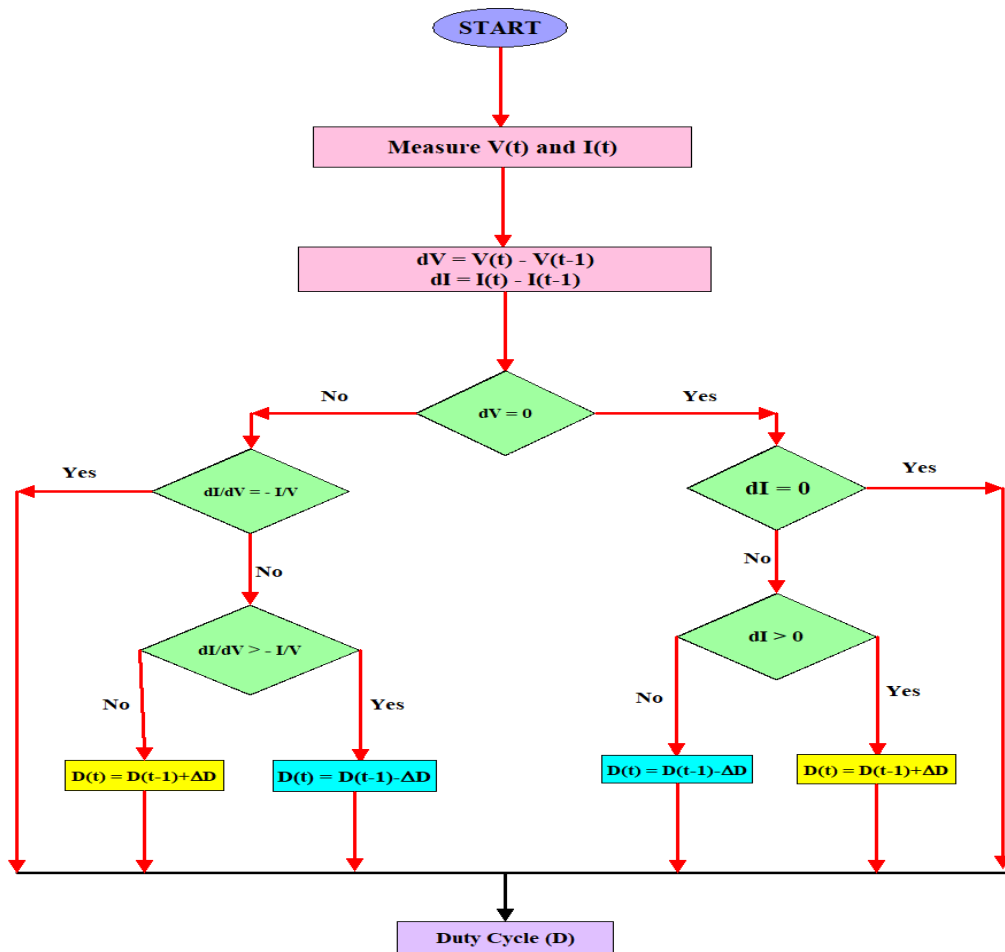 START
Measure V(t) and I(t)
dV = V(t) - V(t-1)
dI = I(t) - I(t-1)
No
dV = 0
Yes
Yes
dI/dV = - I/V
dI = 0
Yes
No
No
dI/dV > - I/V
dI > 0
No
Yes
No
Yes
D(t) = D(t-1)+ΔD
D(t) = D(t-1)-ΔD
D(t) = D(t-1)-ΔD
D(t) = D(t-1)+ΔD
Duty Cycle (D)